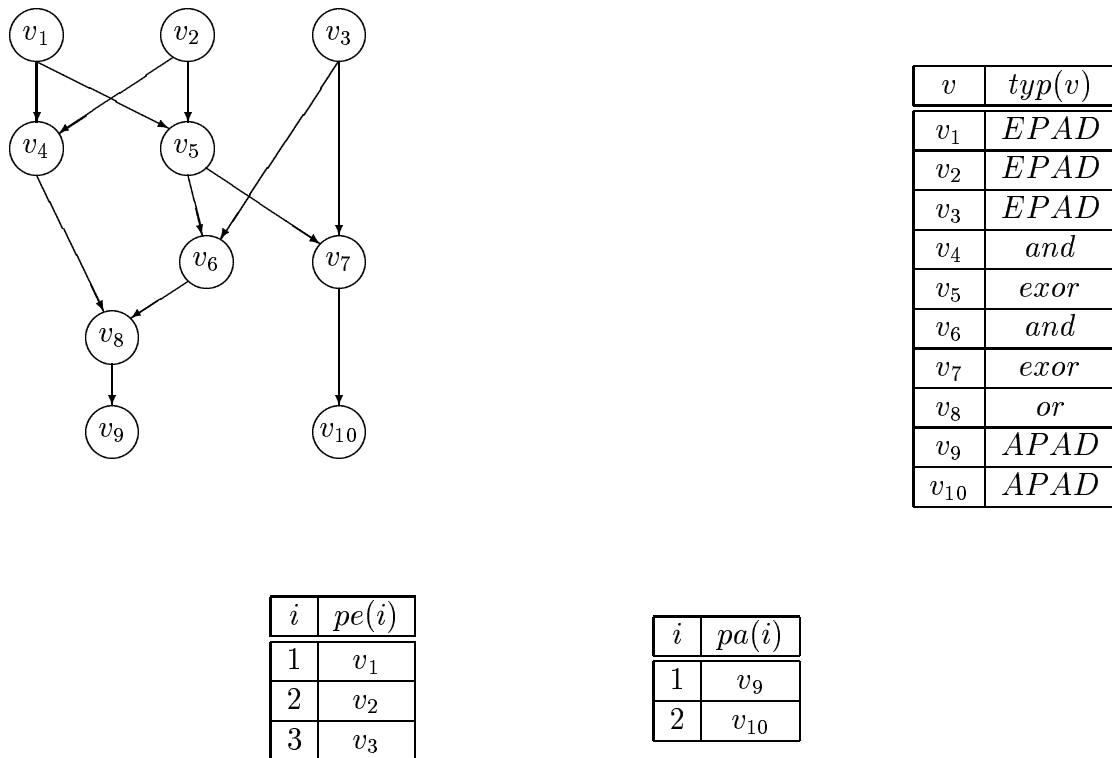 v₁ v₂ v₃
v₄ v₅
v₆ v₇
v₈
v₉ v₁₀
v typ(v)
v₁ EPAD
v₂ EPAD
v₃ EPAD
v₄ and
v₅ exor
v₆ and
v₇ exor
v₈ or
v₉ APAD
v₁₀ APAD
i pe(i)
1 v₁
2 v₂
3 v₃
i pa(i)
1 v₉
2 v₁₀